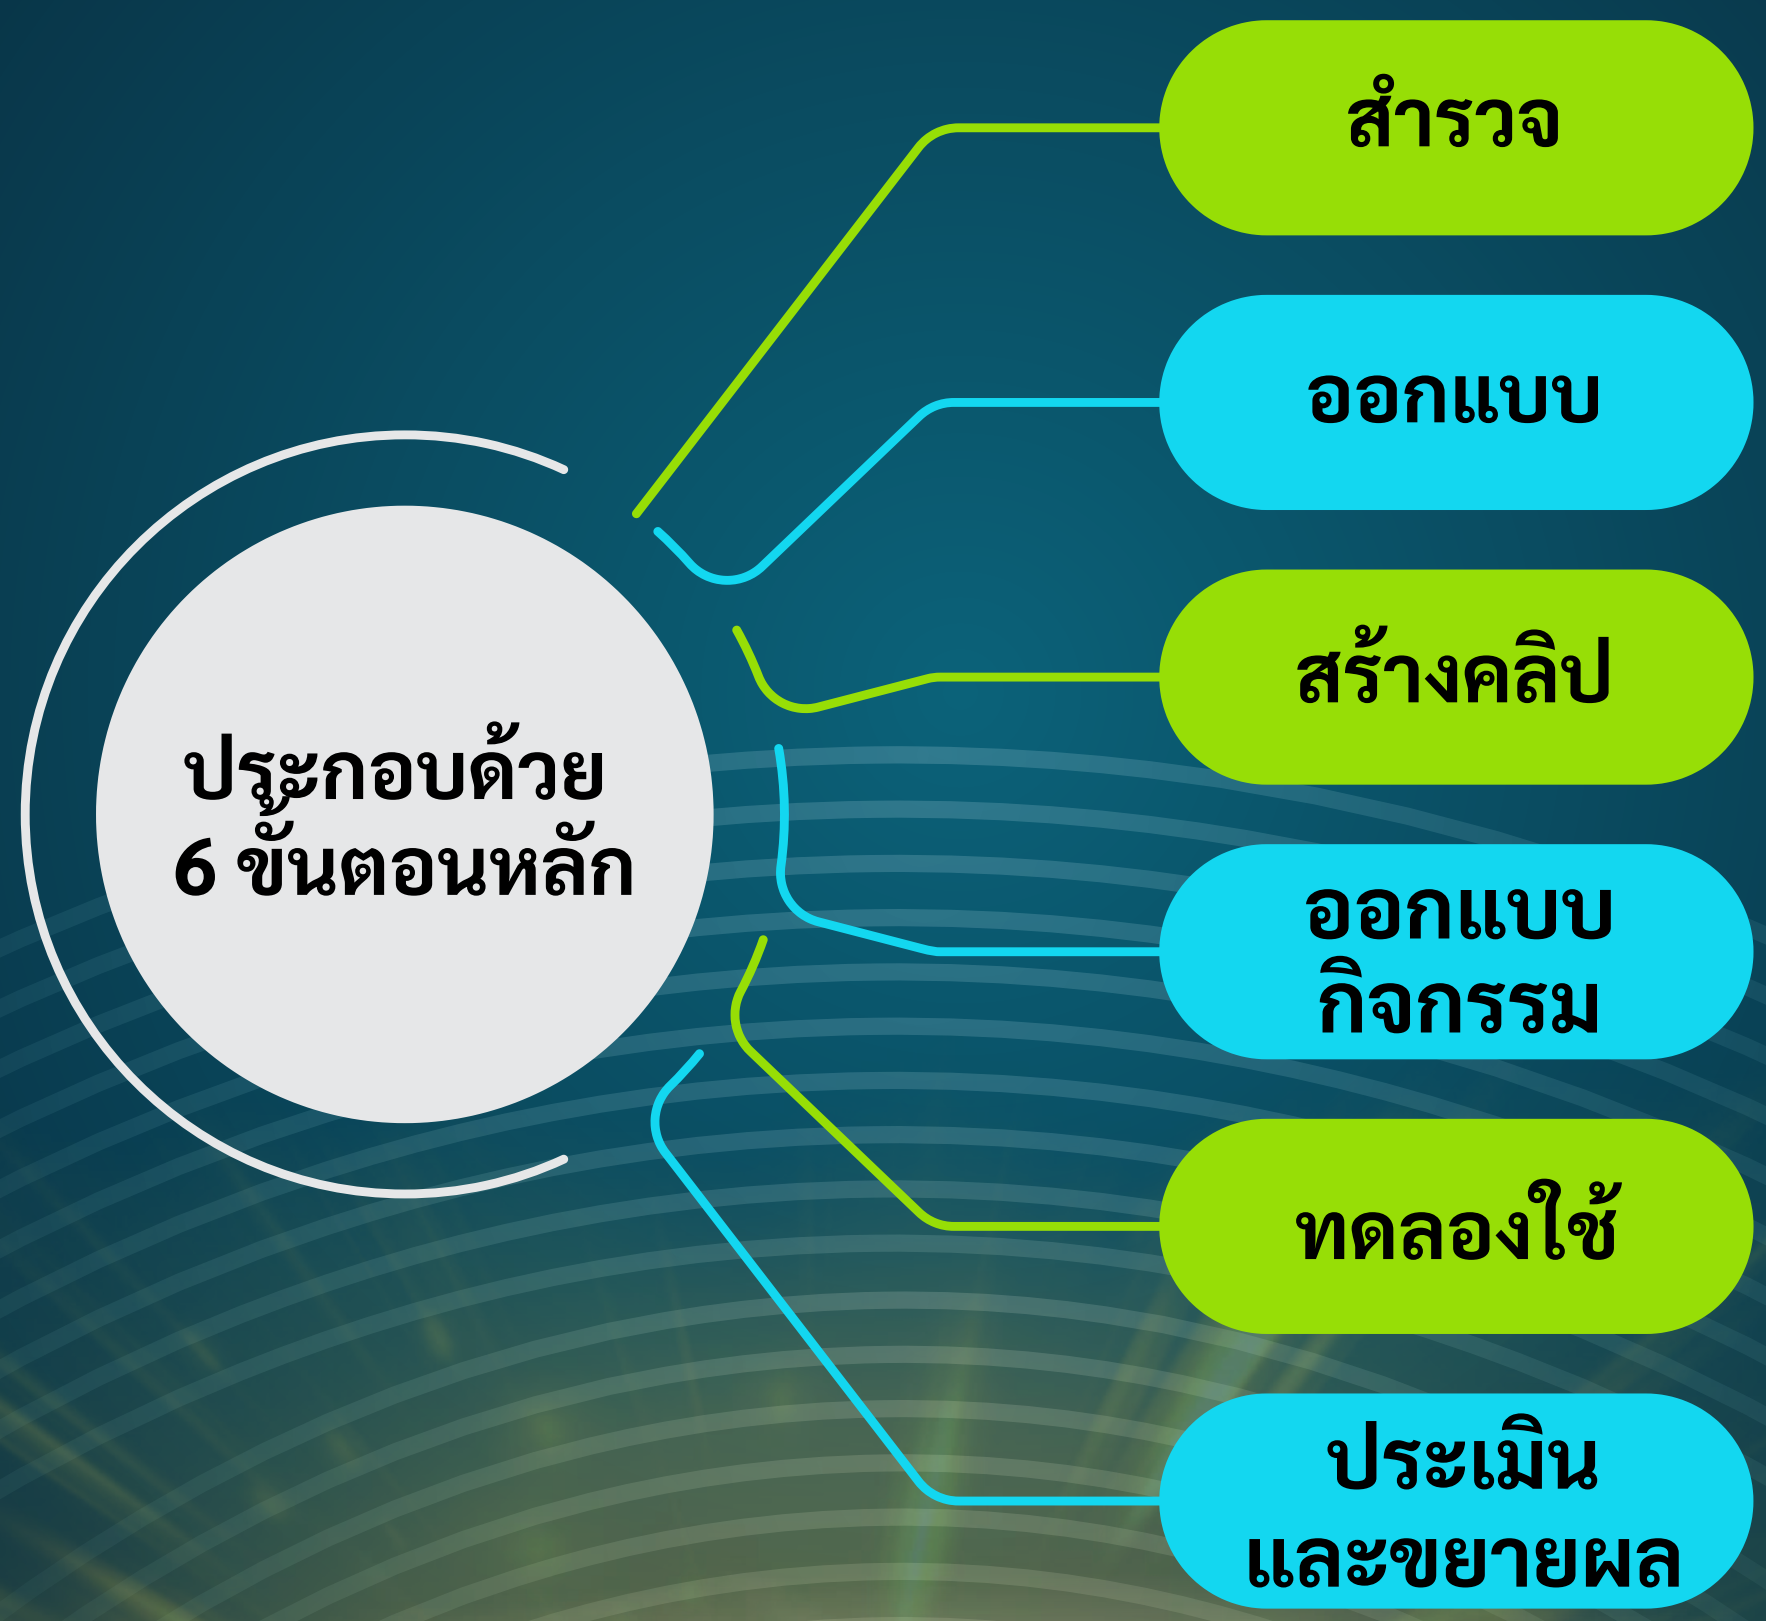 ประกอบด้วย
6 ขั้นตอนหลัก
สำรวจ
ออกแบบ
สร้างคลิป
ออกแบบ
กิจกรรม
ทดลองใช้
ประเมิน
และขยายผล